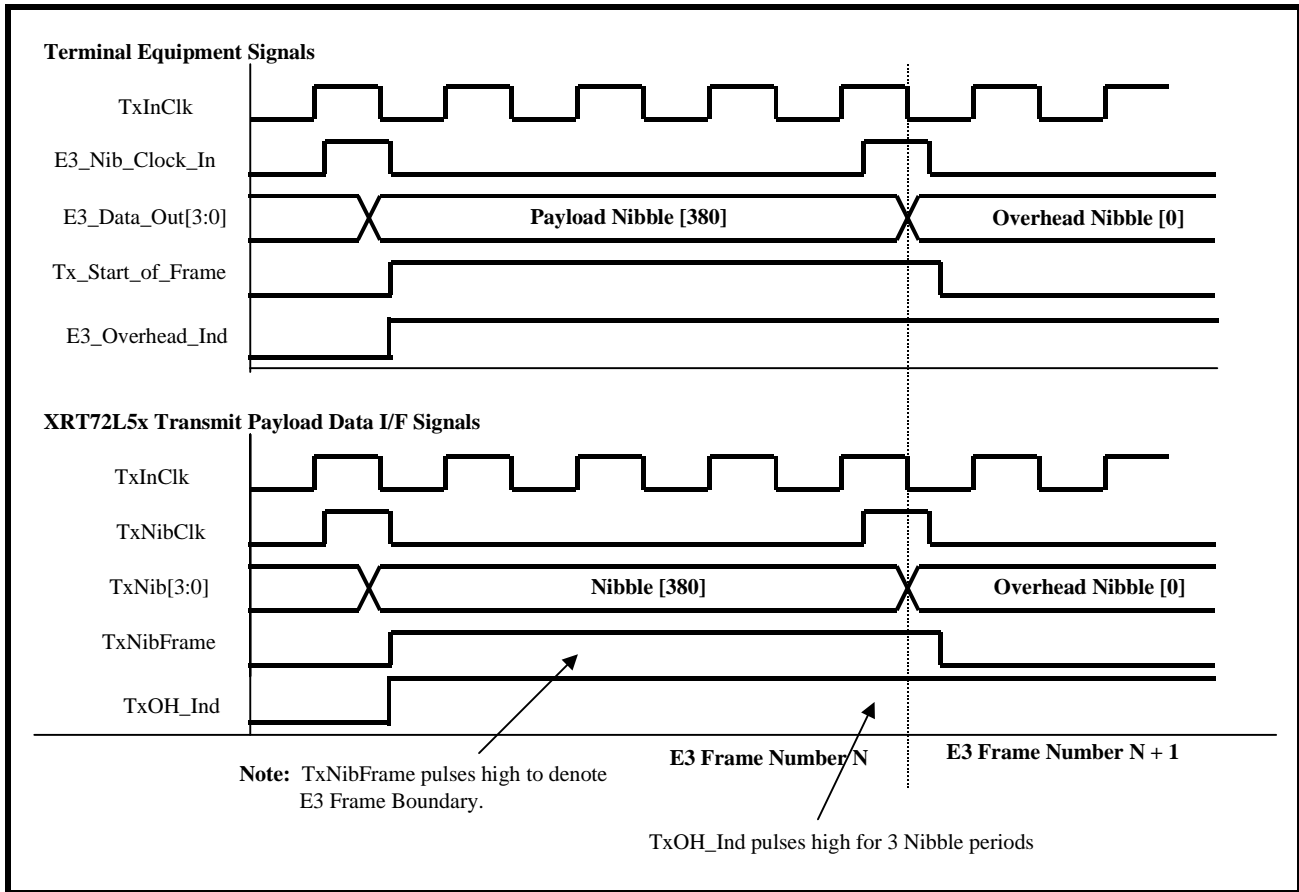 Terminal Equipment Signals
TxInClk
E3_Nib_Clock_In
E3_Data_Out[3:0]
Payload Nibble [380]
Overhead Nibble [0]
Tx_Start_of_Frame
E3_Overhead_Ind
XRT72L5x Transmit Payload Data I/F Signals
TxInClk
TxNibClk
TxNib[3:0]
Nibble [380]
Overhead Nibble [0]
TxNibFrame
TxOH_Ind
E3 Frame Number N
E3 Frame Number N + 1
Note: TxNibFrame pulses high to denote
E3 Frame Boundary.
TxOH_Ind pulses high for 3 Nibble periods